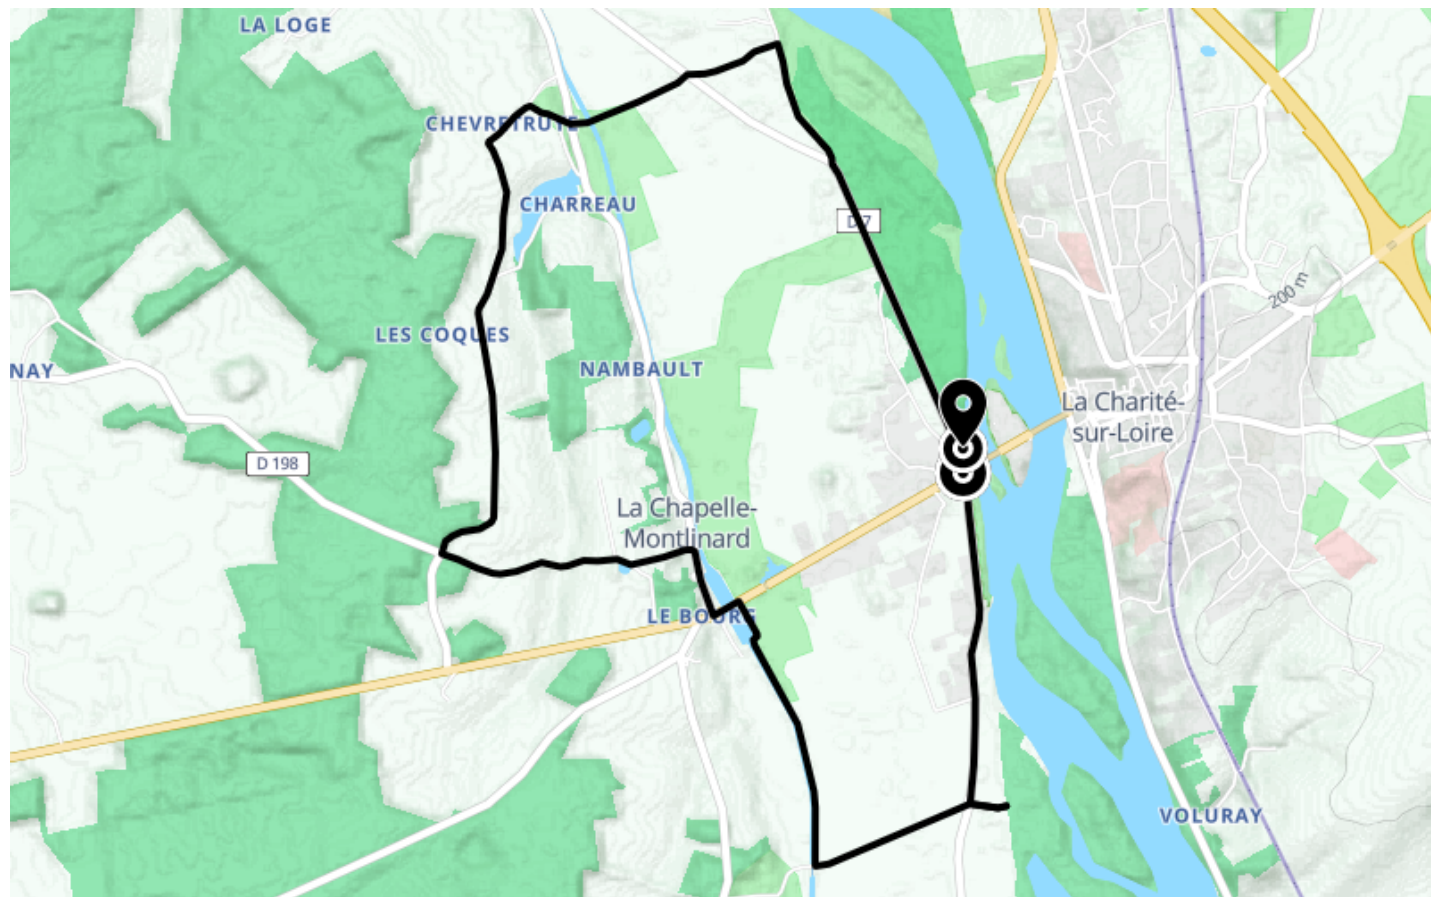 LA LOGE
CHEVRETRUTE
CHARREAU
D 7
200 m
LES COQUES
NAY
NAMBAULT
La Charité-
sur-Loire
D 198
La Chapelle-
Montlinard
LE BOURG
VOLURAY